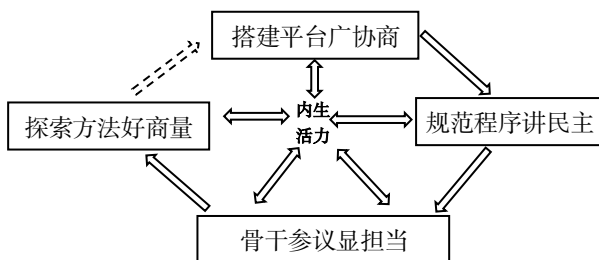 搭建平台广协商
探索方法好商量
内生
活力
规范程序讲民主
骨干参议显担当